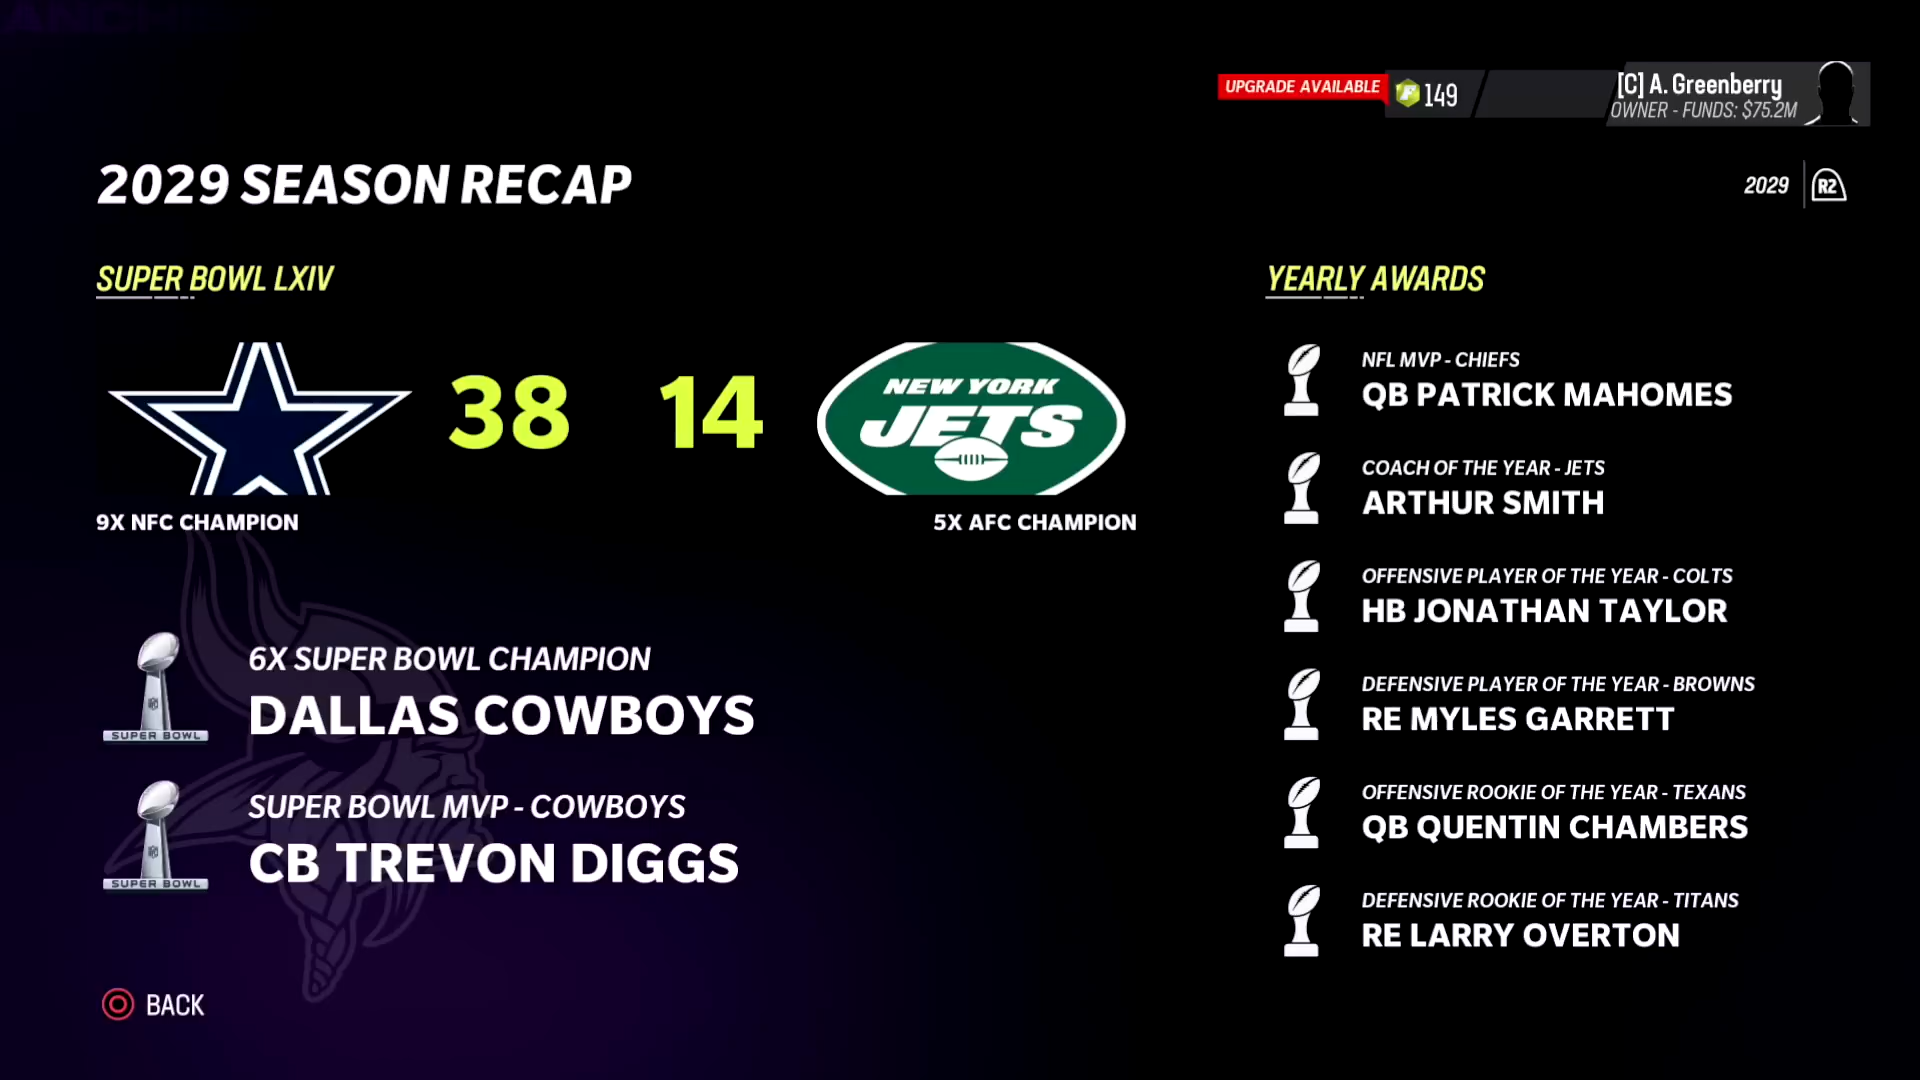 UPGRADE AVAILABLE
149
[C] A. Greenberry
OWNER - FUNDS: $75.2M
2029 SEASON RECAP
2029
R2
SUPER BOWL LXIV
38 14
NEW YORK
JETS
9X NFC CHAMPION
5X AFC CHAMPION
SUPER BOWL
6X SUPER BOWL CHAMPION
DALLAS COWBOYS
SUPER BOWL
SUPER BOWL MVP - COWBOYS
CB TREVON DIGGS
YEARLY AWARDS
NFL MVP - CHIEFS
QB PATRICK MAHOMES
COACH OF THE YEAR - JETS
ARTHUR SMITH
OFFENSIVE PLAYER OF THE YEAR - COLTS
HB JONATHAN TAYLOR
DEFENSIVE PLAYER OF THE YEAR - BROWNS
RE MYLES GARRETT
OFFENSIVE ROOKIE OF THE YEAR - TEXANS
QB QUENTIN CHAMBERS
DEFENSIVE ROOKIE OF THE YEAR - TITANS
RE LARRY OVERTON
BACK